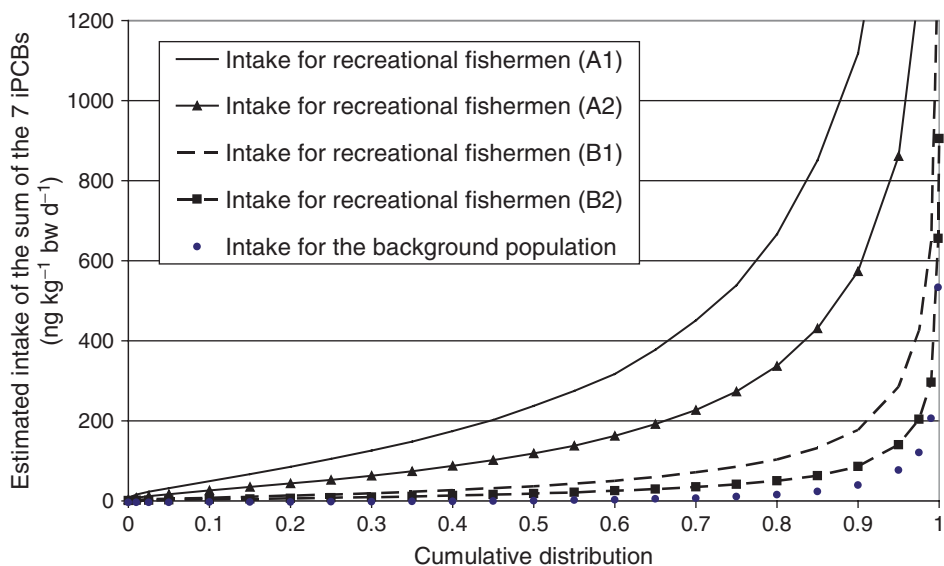 Estimated intake of the sum of the 7 iPCBs
(ng kg⁻¹ bw d⁻¹)
1200
1000
800
600
400
200
0
Intake for recreational fishermen (A1)
Intake for recreational fishermen (A2)
Intake for recreational fishermen (B1)
Intake for recreational fishermen (B2)
Intake for the background population
0 0.1 0.2 0.3 0.4 0.5 0.6 0.7 0.8 0.9 1
Cumulative distribution